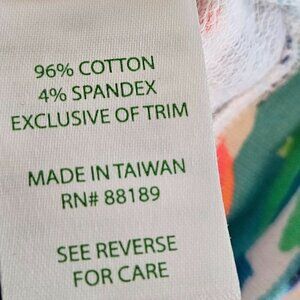 96% COTTON
4% SPANDEX
EXCLUSIVE OF TRIM
MADE IN TAIWAN
RN# 88189
SEE REVERSE
FOR CARE